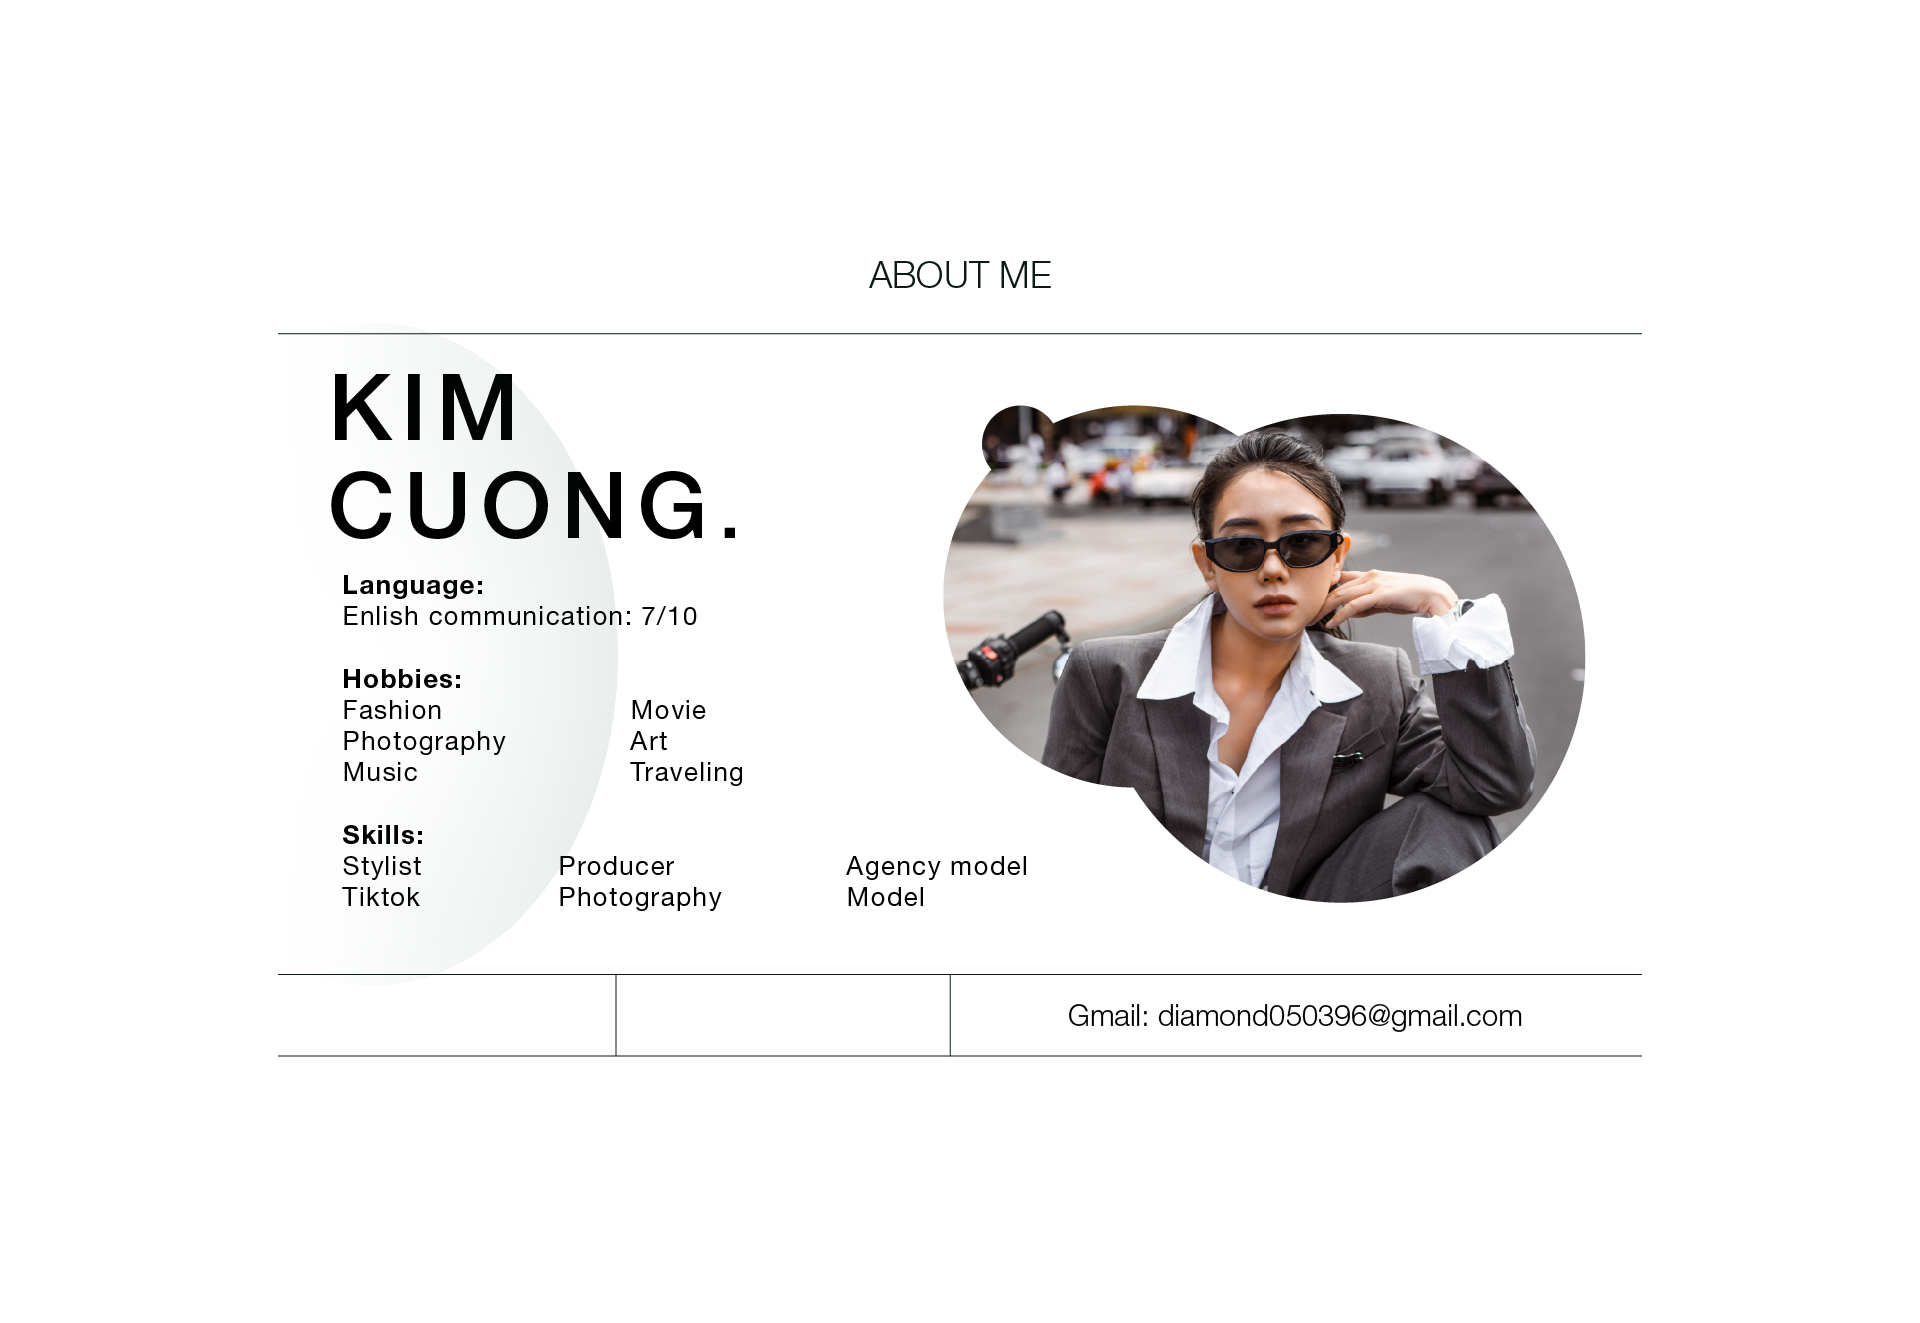 ABOUT ME
KIM
CUONG.
Language:
Enlish communication: 7/10
Hobbies:
Fashion Movie
Photography Art
Music Traveling
Skills:
Stylist Producer Agency model
Tiktok Photography Model
Gmail: diamond050396@gmail.com